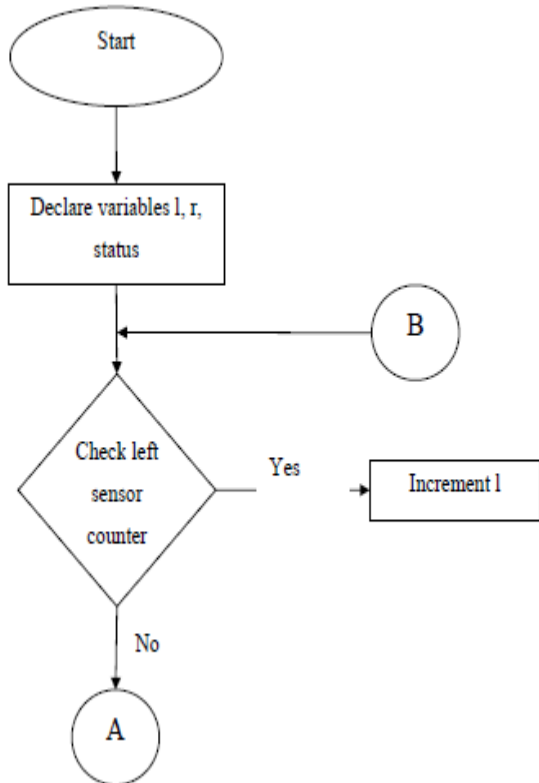 Start
Declare variables l, r,
status
B
Check left
sensor
counter
Yes
Increment l
No
A